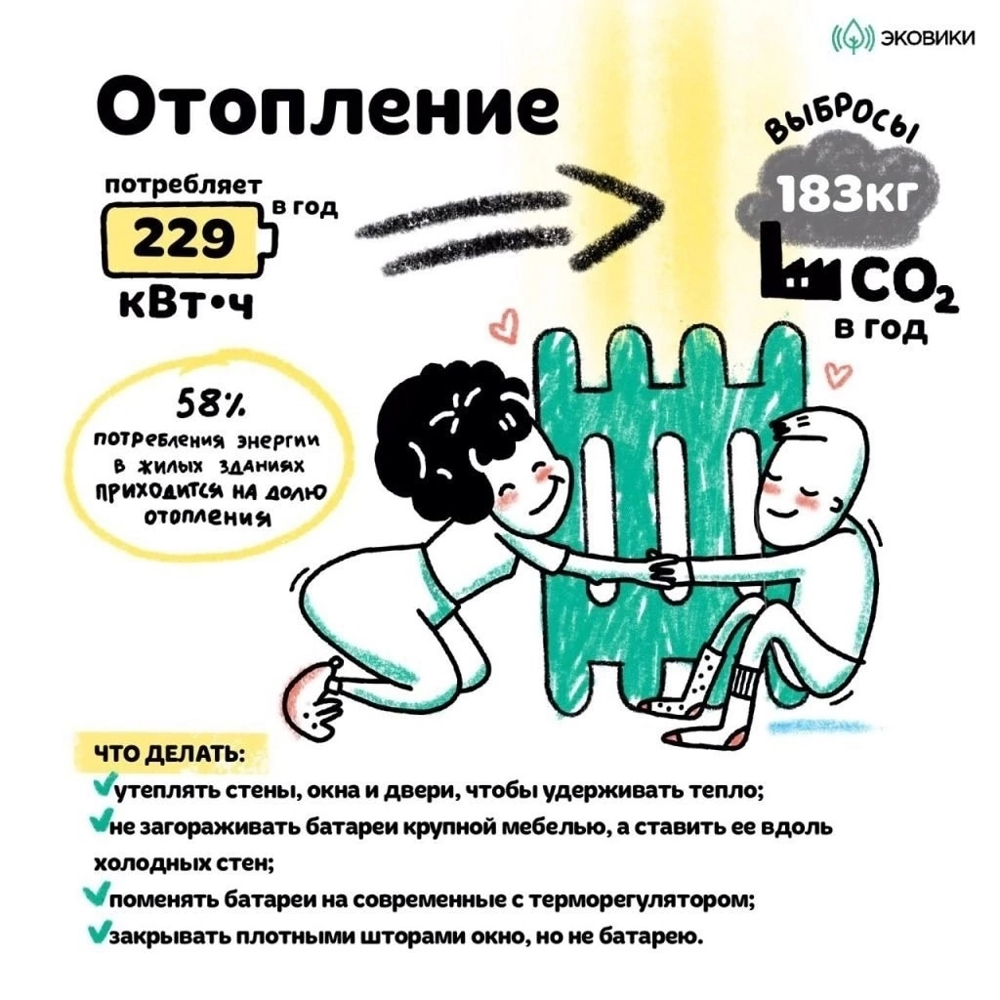 ЭКОВИКИ
Отопление
потребляет
в год
229
кВт•ч
ВЫБРОСЫ
183кг
CO₂
в год
58%
ПОТРЕБЛЕНИЯ ЭНЕРГИИ
В ЖИЛЫХ ЗДАНИЯХ
ПРИХОДИТСЯ НА ДОЛЮ
ОТОПЛЕНИЯ
ЧТО ДЕЛАТЬ:
утеплять стены, окна и двери, чтобы удерживать тепло;
не загораживать батареи крупной мебелью, а ставить ее вдоль
холодных стен;
поменять батареи на современные с терморегулятором;
закрывать плотными шторами окно, но не батарею.